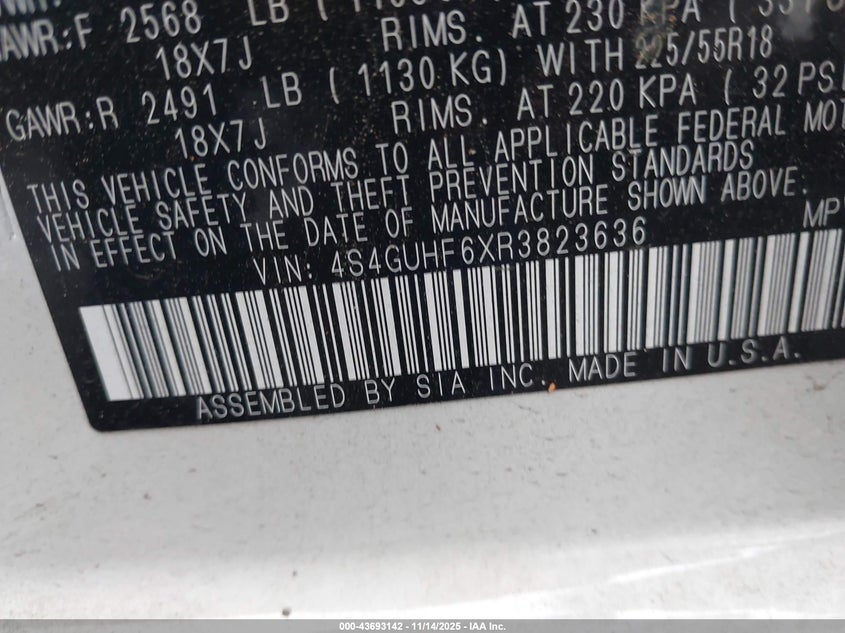 GAWR:F 2568 LB (
18X7J RIMS. AT 230 KPA (
GAWR:R 2491 LB ( 1130 KG) WITH 225/55R18
18X7J RIMS. AT 220 KPA ( 32 PSI
THIS VEHICLE CONFORMS TO ALL APPLICABLE FEDERAL MOT
VEHICLE SAFETY AND THEFT PREVENTION STANDARDS
IN EFFECT ON THE DATE OF MANUFACTURE SHOWN ABOVE.
VIN: 4S4GUHF6XR3823636 MP
ASSEMBLED BY SIA INC. MADE IN U.S.A.
000-43693142 - 11/14/2025 - IAA Inc.